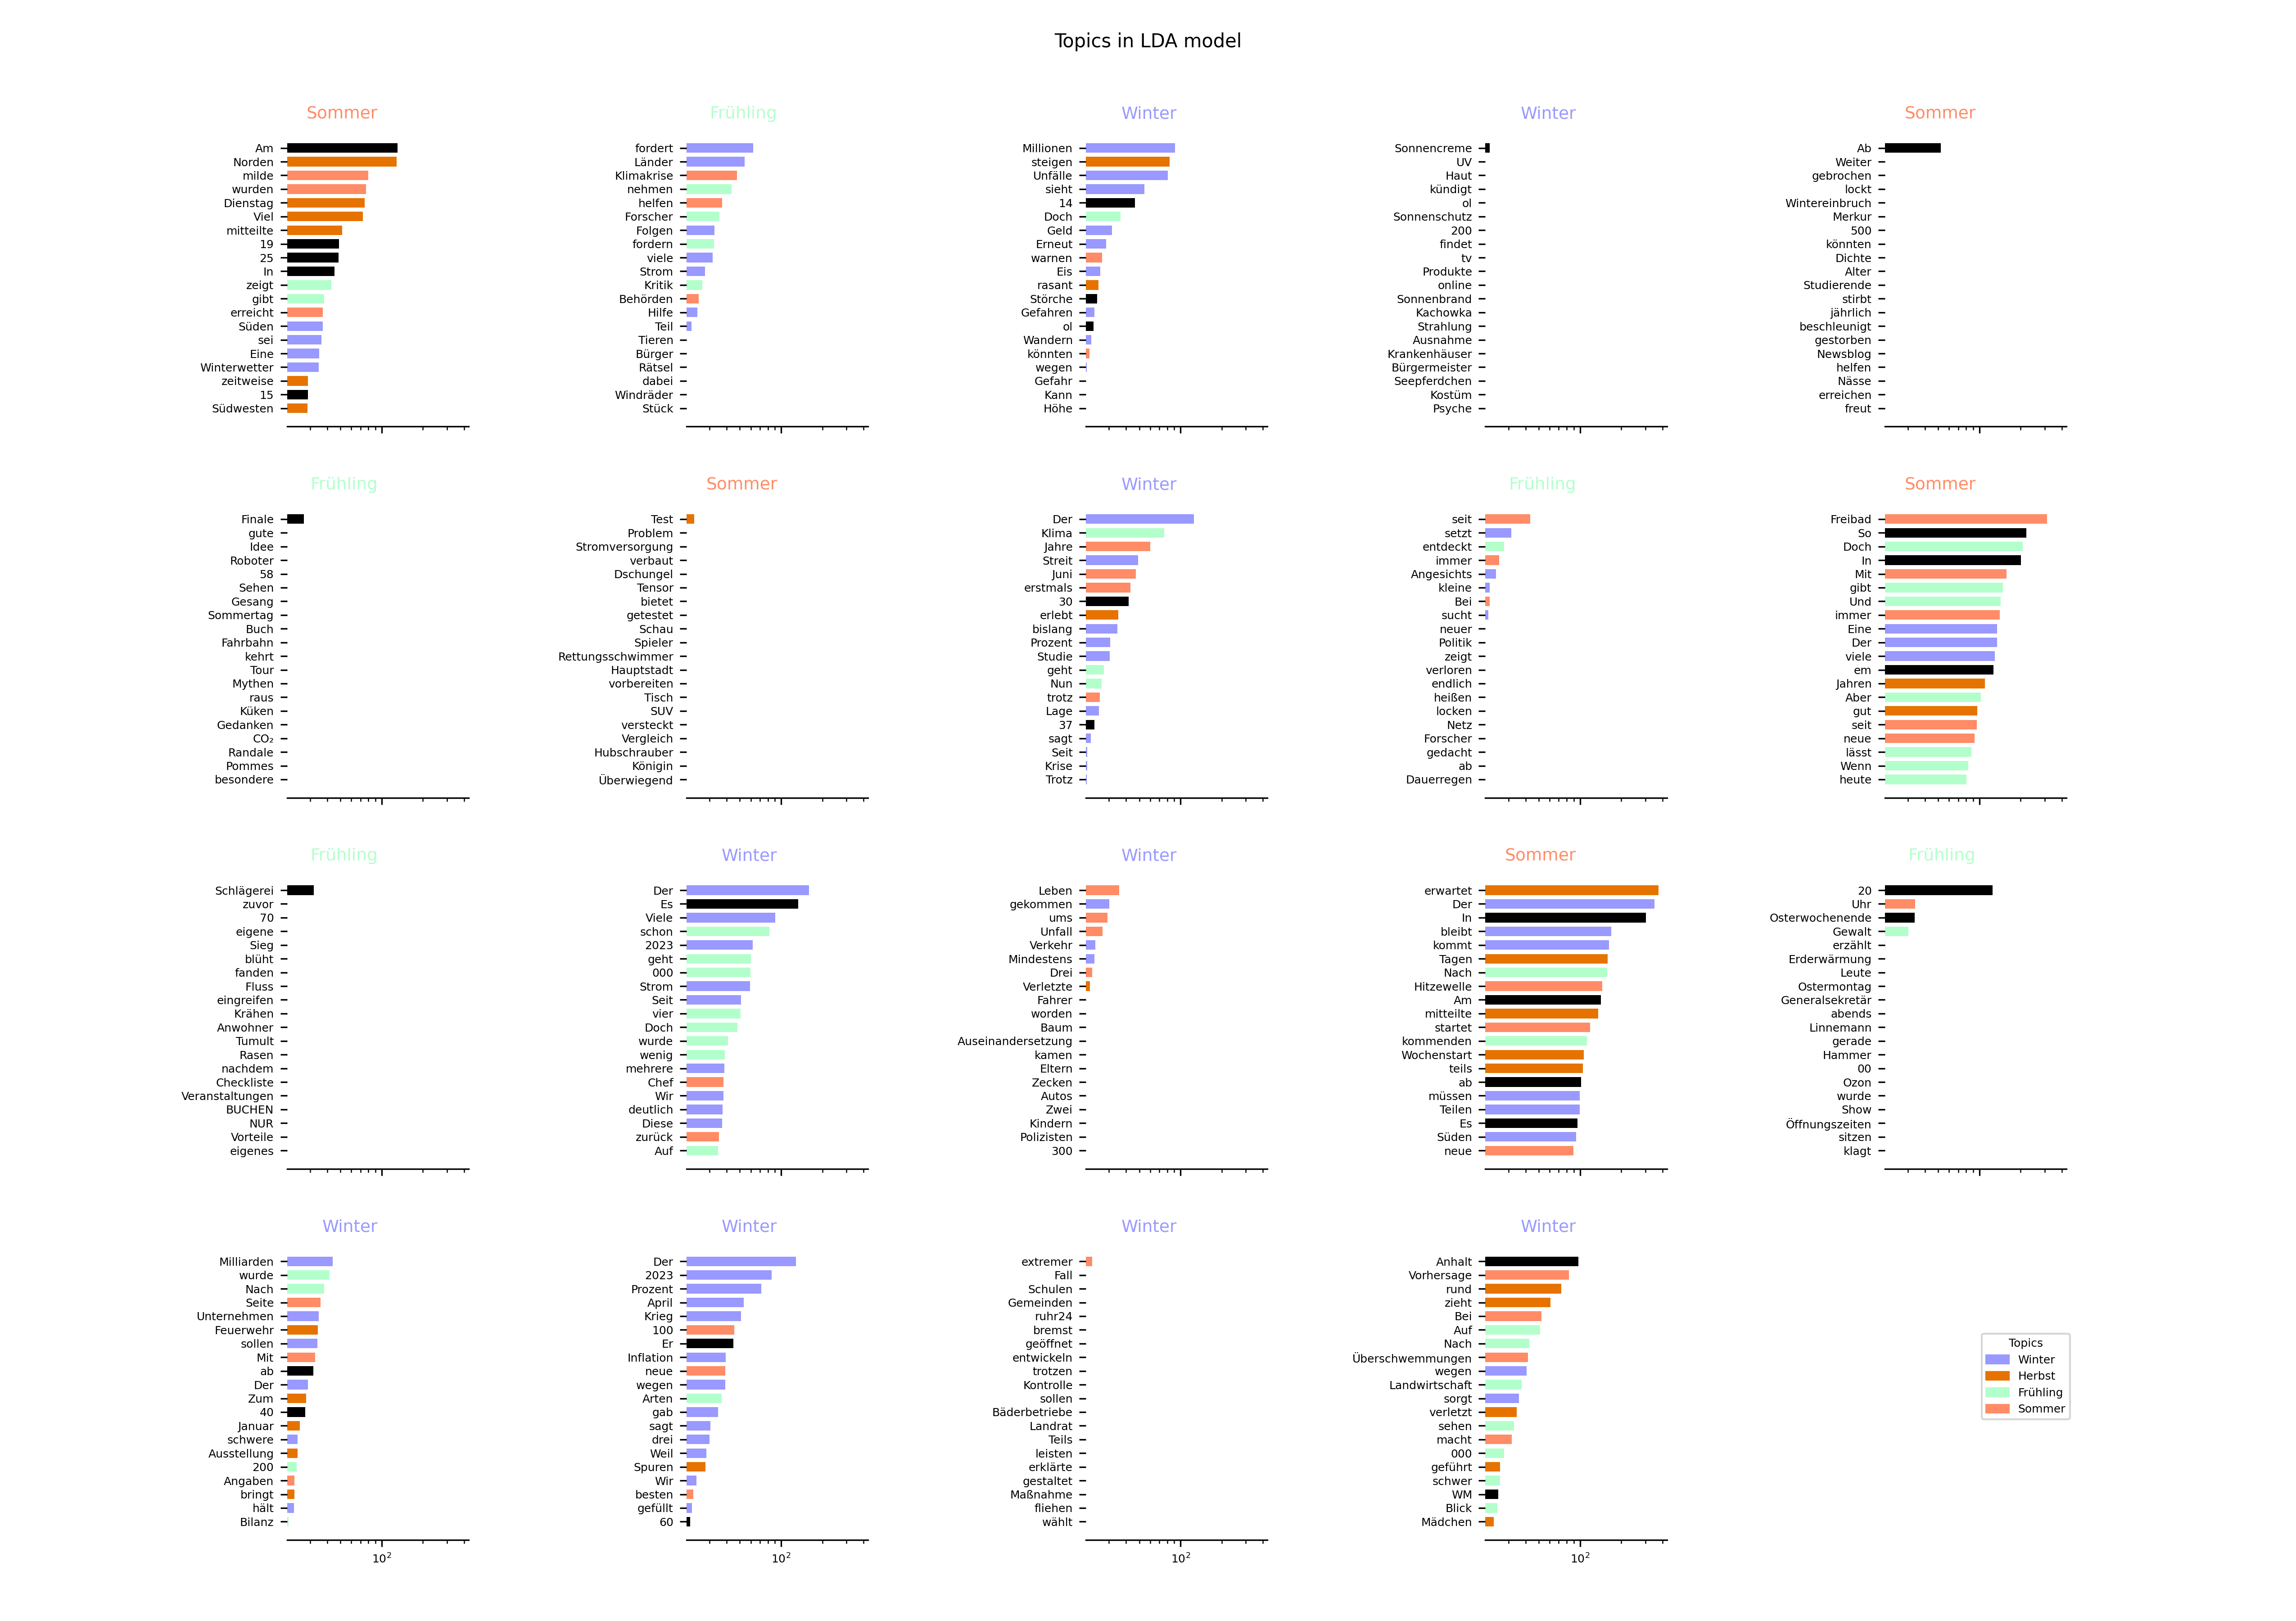 Topics in LDA model
Sommer
Am
Norden
milde
wurden
Dienstag
Viel
mitteilte
19
25
In
zeigt
gibt
erreicht
Süden
sei
Eine
Winterwetter
zeitweise
15
Südwesten
Frühling
fordert
Länder
Klimakrise
nehmen
helfen
Forscher
Folgen
fordern
viele
Strom
Kritik
Behörden
Hilfe
Teil
Tieren
Bürger
Rätsel
dabei
Windräder
Stück
Winter
Millionen
steigen
Unfälle
sieht
14
Doch
Geld
Erneut
warnen
Eis
rasant
Störche
Gefahren
ol
Wandern
könnten
wegen
Gefahr
Kann
Höhe
Winter
Sonnencreme
UV
Haut
kündigt
ol
Sonnenschutz
200
findet
tv
Produkte
online
Sonnenbrand
Kachowka
Strahlung
Ausnahme
Krankenhäuser
Bürgermeister
Seepferdchen
Kostüm
Psyche
Sommer
Ab
Weiter
gebrochen
lockt
Wintereinbruch
Merkur
500
könnten
Dichte
Alter
Studierende
stirbt
jährlich
beschleunigt
gestorben
Newsblog
helfen
Nässe
erreichen
freut
Frühling
Finale
gute
Idee
Roboter
58
Sehen
Gesang
Sommertag
Buch
Fahrbahn
kehrt
Tour
Mythen
raus
Küken
Gedanken
CO₂
Randale
Pommes
besondere
Sommer
Test
Problem
Stromversorgung
verbaut
Dschungel
Tensor
bietet
getestet
Schau
Spieler
Rettungsschwimmer
Hauptstadt
vorbereiten
Tisch
SUV
versteckt
Vergleich
Hubschrauber
Königin
Überwiegend
Winter
Der
Klima
Jahre
Streit
Juni
erstmals
30
erlebt
bislang
Prozent
Studie
geht
Nun
trotz
Lage
37
sagt
Seit
Krise
Trotz
Frühling
seit
setzt
entdeckt
immer
Angesichts
kleine
Bei
sucht
neuer
Politik
zeigt
verloren
endlich
heißen
locken
Netz
Forscher
gedacht
ab
Dauerregen
Sommer
Freibad
So
Doch
In
Mit
gibt
Und
immer
Eine
Der
viele
em
Jahren
Aber
gut
seit
neue
lässt
Wenn
heute
Frühling
Schlägerei
zuvor
70
eigene
Sieg
blüht
fanden
Fluss
eingreifen
Krähen
Anwohner
Tumult
Rasen
nachdem
Checkliste
Veranstaltungen
BUCHEN
NUR
Vorteile
eigenes
Winter
Der
Es
Viele
schon
2023
geht
000
Strom
Seit
vier
Doch
wurde
wenig
mehrere
Chef
Wir
deutlich
Diese
zurück
Auf
Winter
Leben
gekommen
ums
Unfall
Verkehr
Mindestens
Drei
Verletzte
Fahrer
worden
Baum
Auseinandersetzung
kamen
Eltern
Zecken
Autos
Zwei
Kindern
Polizisten
300
Sommer
erwartet
Der
In
bleibt
kommt
Tagen
Nach
Hitzewelle
Am
mitteilte
startet
kommenden
Wochenstart
teils
ab
müssen
Teilen
Es
Süden
neue
Frühling
20
Uhr
Osterwochenende
Gewalt
erzählt
Erderwärmung
Leute
Ostermontag
Generalsekretär
abends
Linnemann
gerade
Hammer
00
Ozon
wurde
Show
Öffnungszeiten
sitzen
klagt
Winter
Milliarden
wurde
Nach
Seite
Unternehmen
Feuerwehr
sollen
Mit
ab
Der
Zum
40
Januar
schwere
Ausstellung
200
Angaben
bringt
hält
Bilanz
10²
Winter
Der
2023
Prozent
April
Krieg
100
Er
Inflation
neue
wegen
Arten
gab
sagt
drei
Weil
Spuren
Wir
besten
gefüllt
60
10²
Winter
extremer
Fall
Schulen
Gemeinden
ruhr24
bremst
geöffnet
entwickeln
trotzen
Kontrolle
sollen
Bäderbetriebe
Landrat
Teils
leisten
erklärte
gestaltet
Maßnahme
fliehen
wählt
10²
Winter
Anhalt
Vorhersage
rund
zieht
Bei
Auf
Nach
Überschwemmungen
wegen
Landwirtschaft
sorgt
verletzt
sehen
macht
000
geführt
schwer
WM
Blick
Mädchen
10²
Topics
Winter
Herbst
Frühling
Sommer